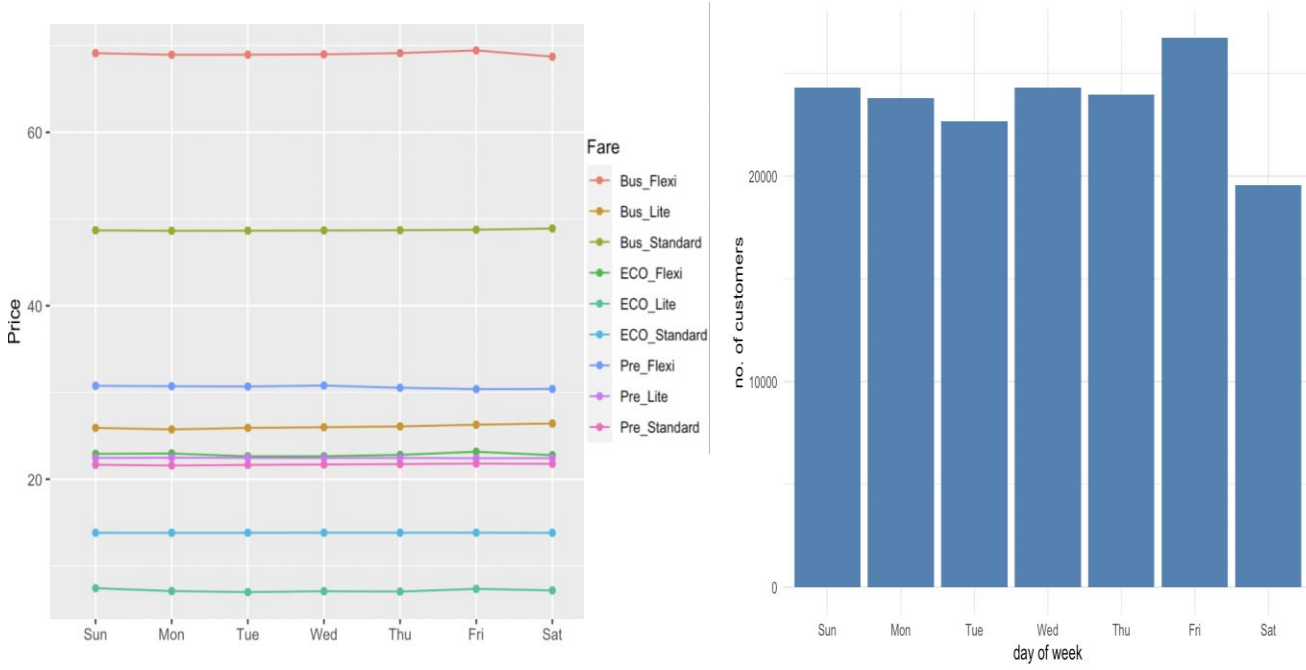 Price
60
40
20
Sun Mon Tue Wed Thu Fri Sat
Fare
Bus_Flexi
Bus_Lite
Bus_Standard
ECO_Flexi
ECO_Lite
ECO_Standard
Pre_Flexi
Pre_Lite
Pre_Standard
no. of customers
20000
10000
0
Sun Mon Tue Wed Thu Fri Sat
day of week